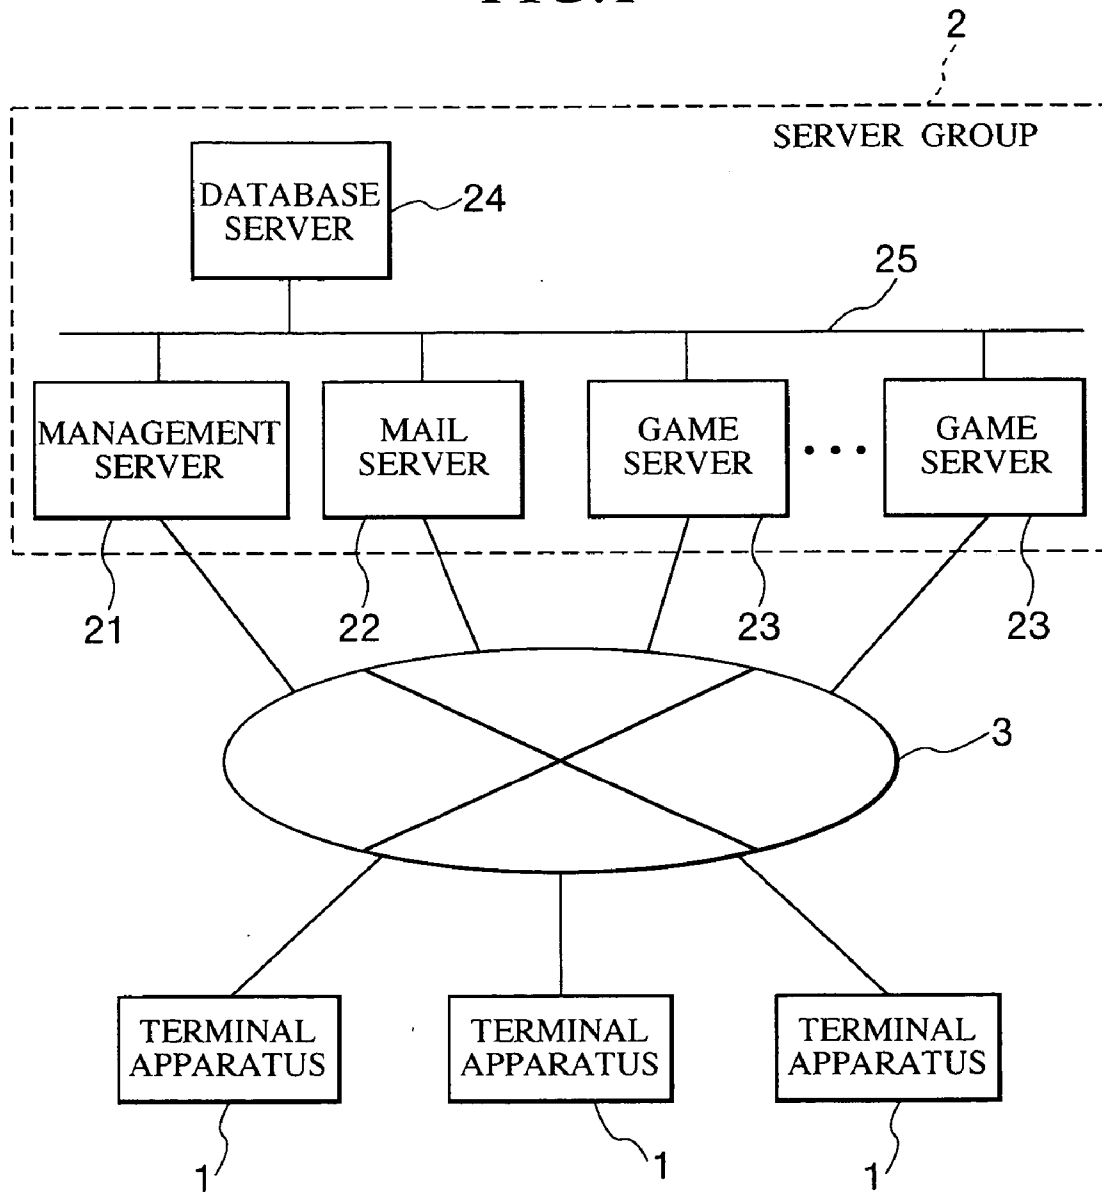 2
SERVER GROUP
DATABASE
SERVER
24
25
MANAGEMENT
SERVER
MAIL
SERVER
GAME
SERVER
• • •
GAME
SERVER
21
22
23
23
3
TERMINAL
APPARATUS
TERMINAL
APPARATUS
TERMINAL
APPARATUS
1
1
1